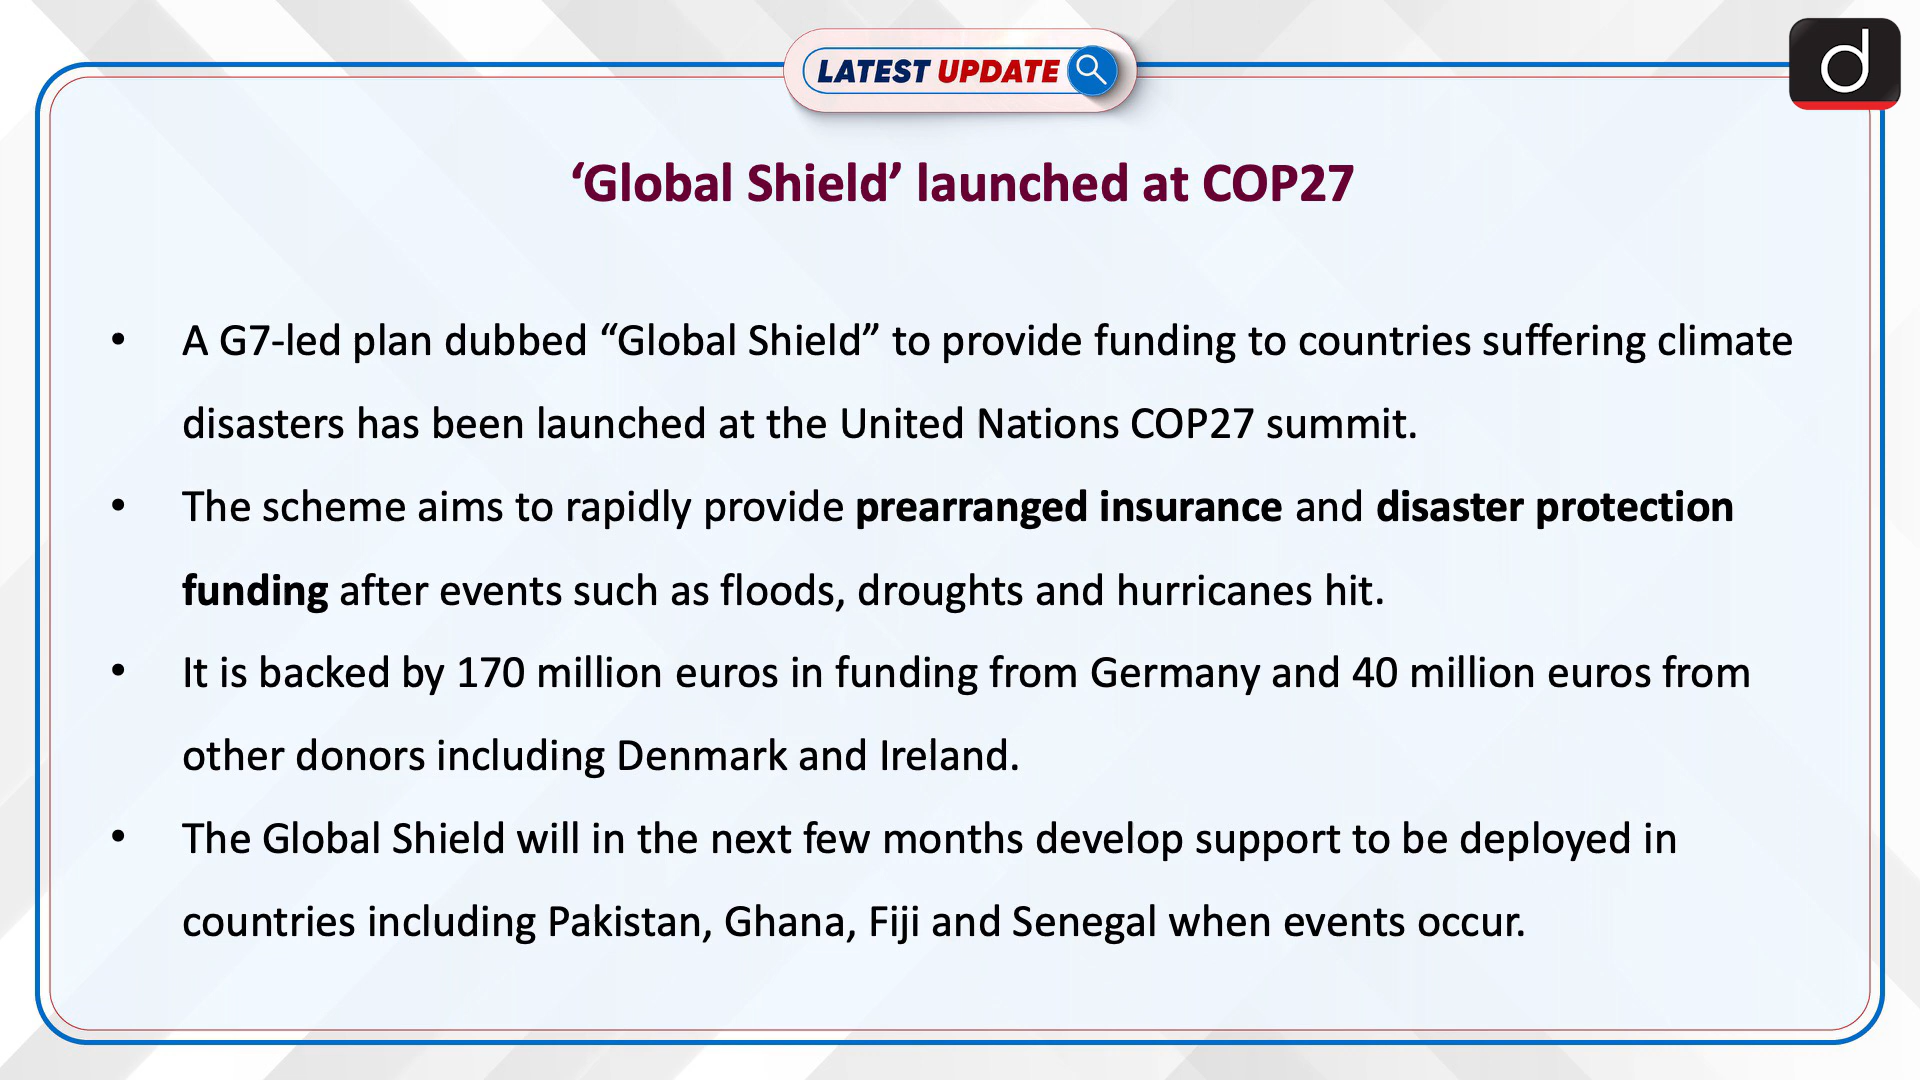 LATEST UPDATE
d
‘Global Shield’ launched at COP27
• A G7-led plan dubbed “Global Shield” to provide funding to countries suffering climate
disasters has been launched at the United Nations COP27 summit.
• The scheme aims to rapidly provide prearranged insurance and disaster protection
funding after events such as floods, droughts and hurricanes hit.
• It is backed by 170 million euros in funding from Germany and 40 million euros from
other donors including Denmark and Ireland.
• The Global Shield will in the next few months develop support to be deployed in
countries including Pakistan, Ghana, Fiji and Senegal when events occur.